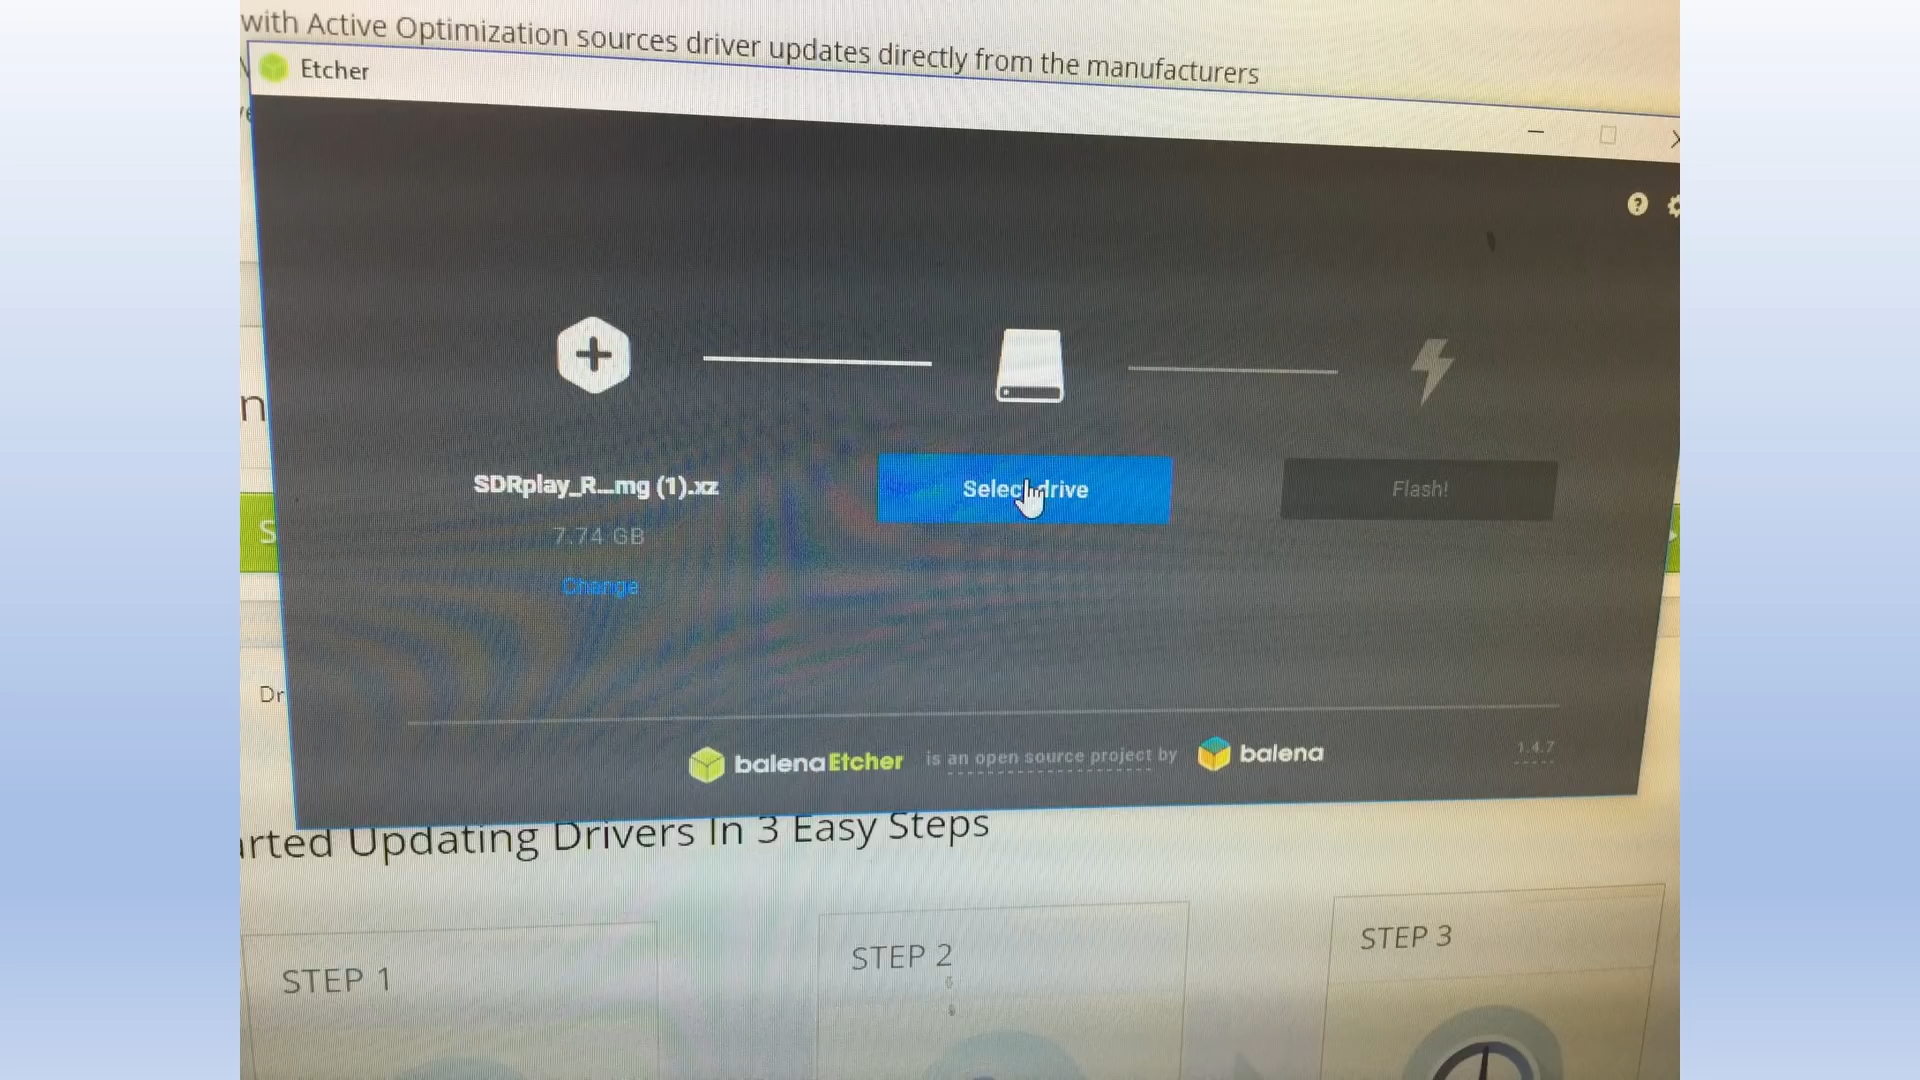 with Active Optimization sources driver updates directly from the manufacturers
Etcher
SDRplay_R...mg (1).xz
7.74 GB
Change
Select drive
Flash!
balenaEtcher is an open source project by balena
1.4.7
n
S
Dr
arted Updating Drivers In 3 Easy Steps
STEP 1
STEP 2
STEP 3